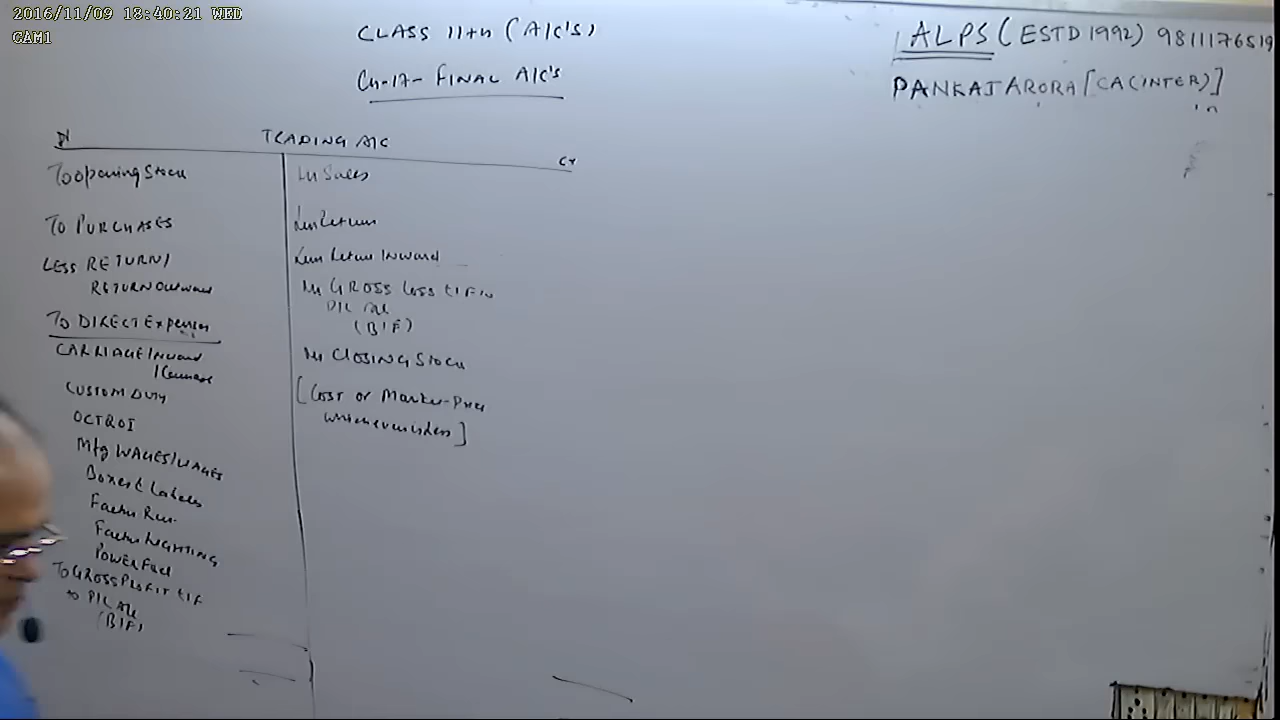 2016/11/09 18:40:21 WED
CAM1
CLASS 11th (A/C's)
Ch-17- FINAL A/C's
ALPS (ESTD 1992) 9811176519
PANKAJ ARORA [CA (INTER)]
Dr
TRADING A/C
Cr
To opening Stock
To PURCHASES
LESS RETURN/
RETURN Outward
To DIRECT Expenses
CARRIAGE Inward
CUSTOM Duty
OCTROI
Mfg WAGES/WAGES
Boxes & Labels
Factory Rent
Factory Lighting
POWER Fuel
To GROSS PROFIT t/f
to P/L A/c
(B/F)
By Sales
Less Return
Less Return Inward
By GROSS Loss t/f to
P/L A/c
(B/F)
By CLOSING Stock
[Cost or Market-Price
whichever is less]